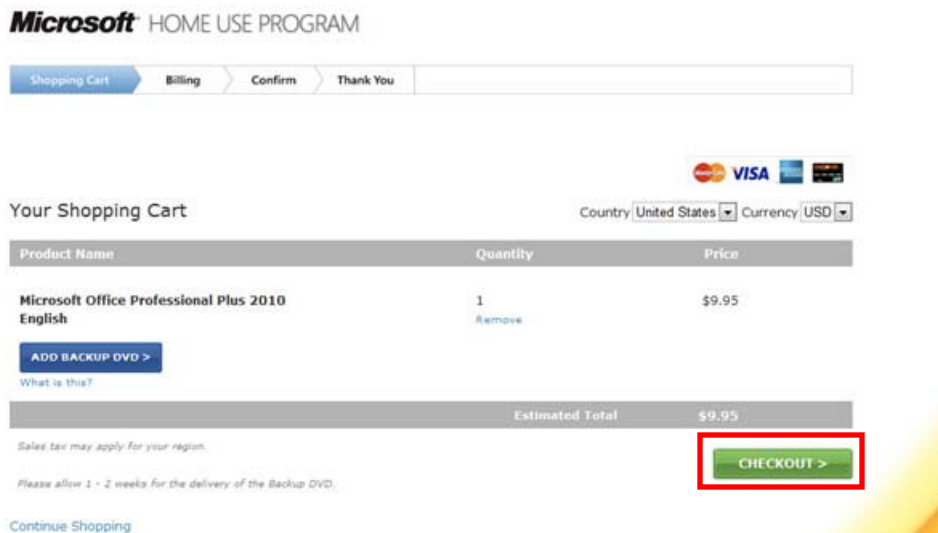 Microsoft HOME USE PROGRAM
Shopping Cart Billing Confirm Thank You
MasterCard VISA
Your Shopping Cart Country United States Currency USD
Product Name Quantity Price
Microsoft Office Professional Plus 2010 1 $9.95
English Remove
ADD BACKUP DVD >
What is this?
Estimated Total $9.95
Sales tax may apply for your region.
CHECKOUT >
Please allow 1 - 2 weeks for the delivery of the Backup DVD.
Continue Shopping